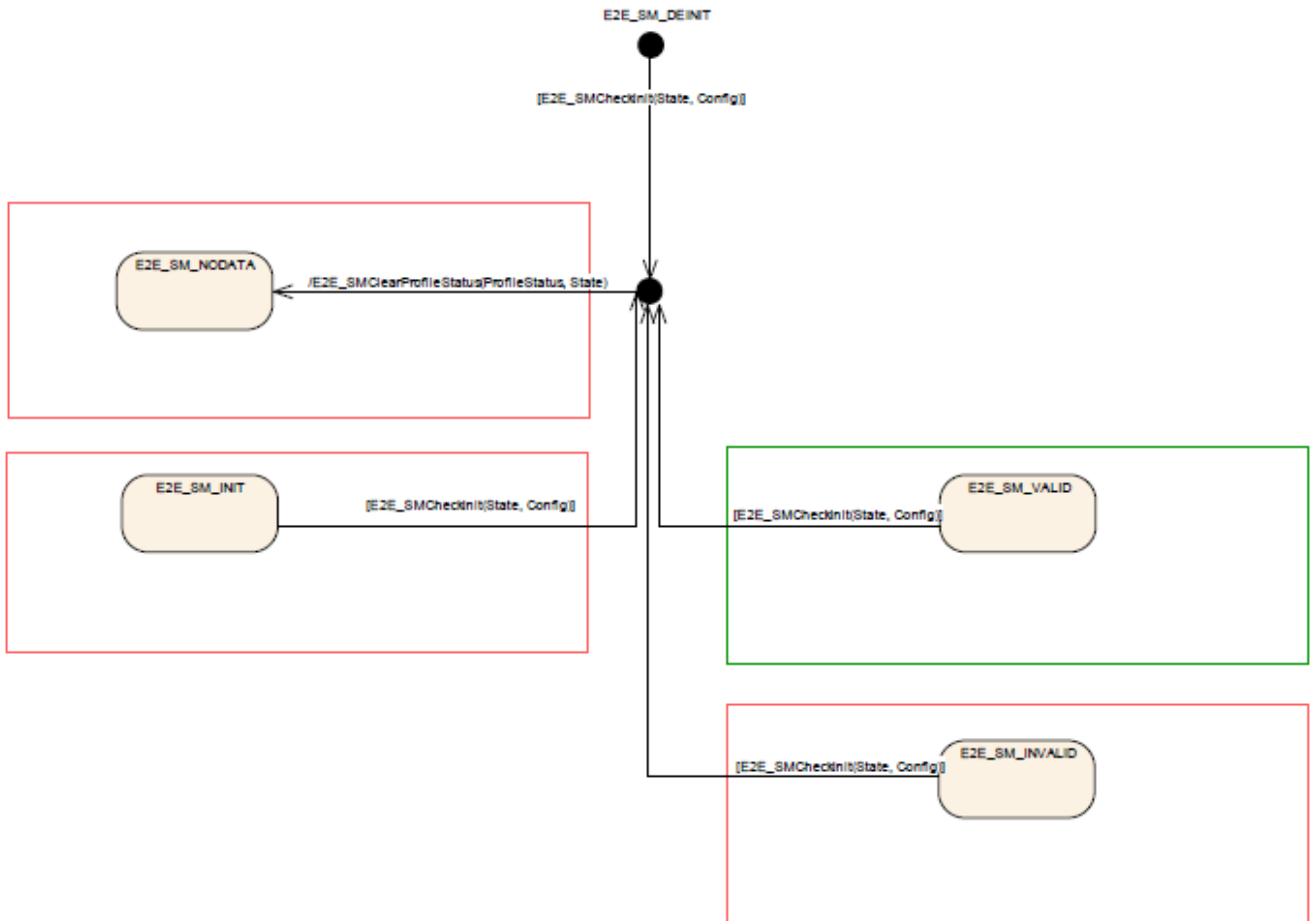 E2E_SM_DEINIT
[E2E_SMCheckInit(State, Config)]
E2E_SM_NODATA
/E2E_SMClearProfileStatus(ProfileStatus, State)
E2E_SM_INIT
[E2E_SMCheckInit(State, Config)]
E2E_SM_VALID
[E2E_SMCheckInit(State, Config)]
E2E_SM_INVALID
[E2E_SMCheckInit(State, Config)]